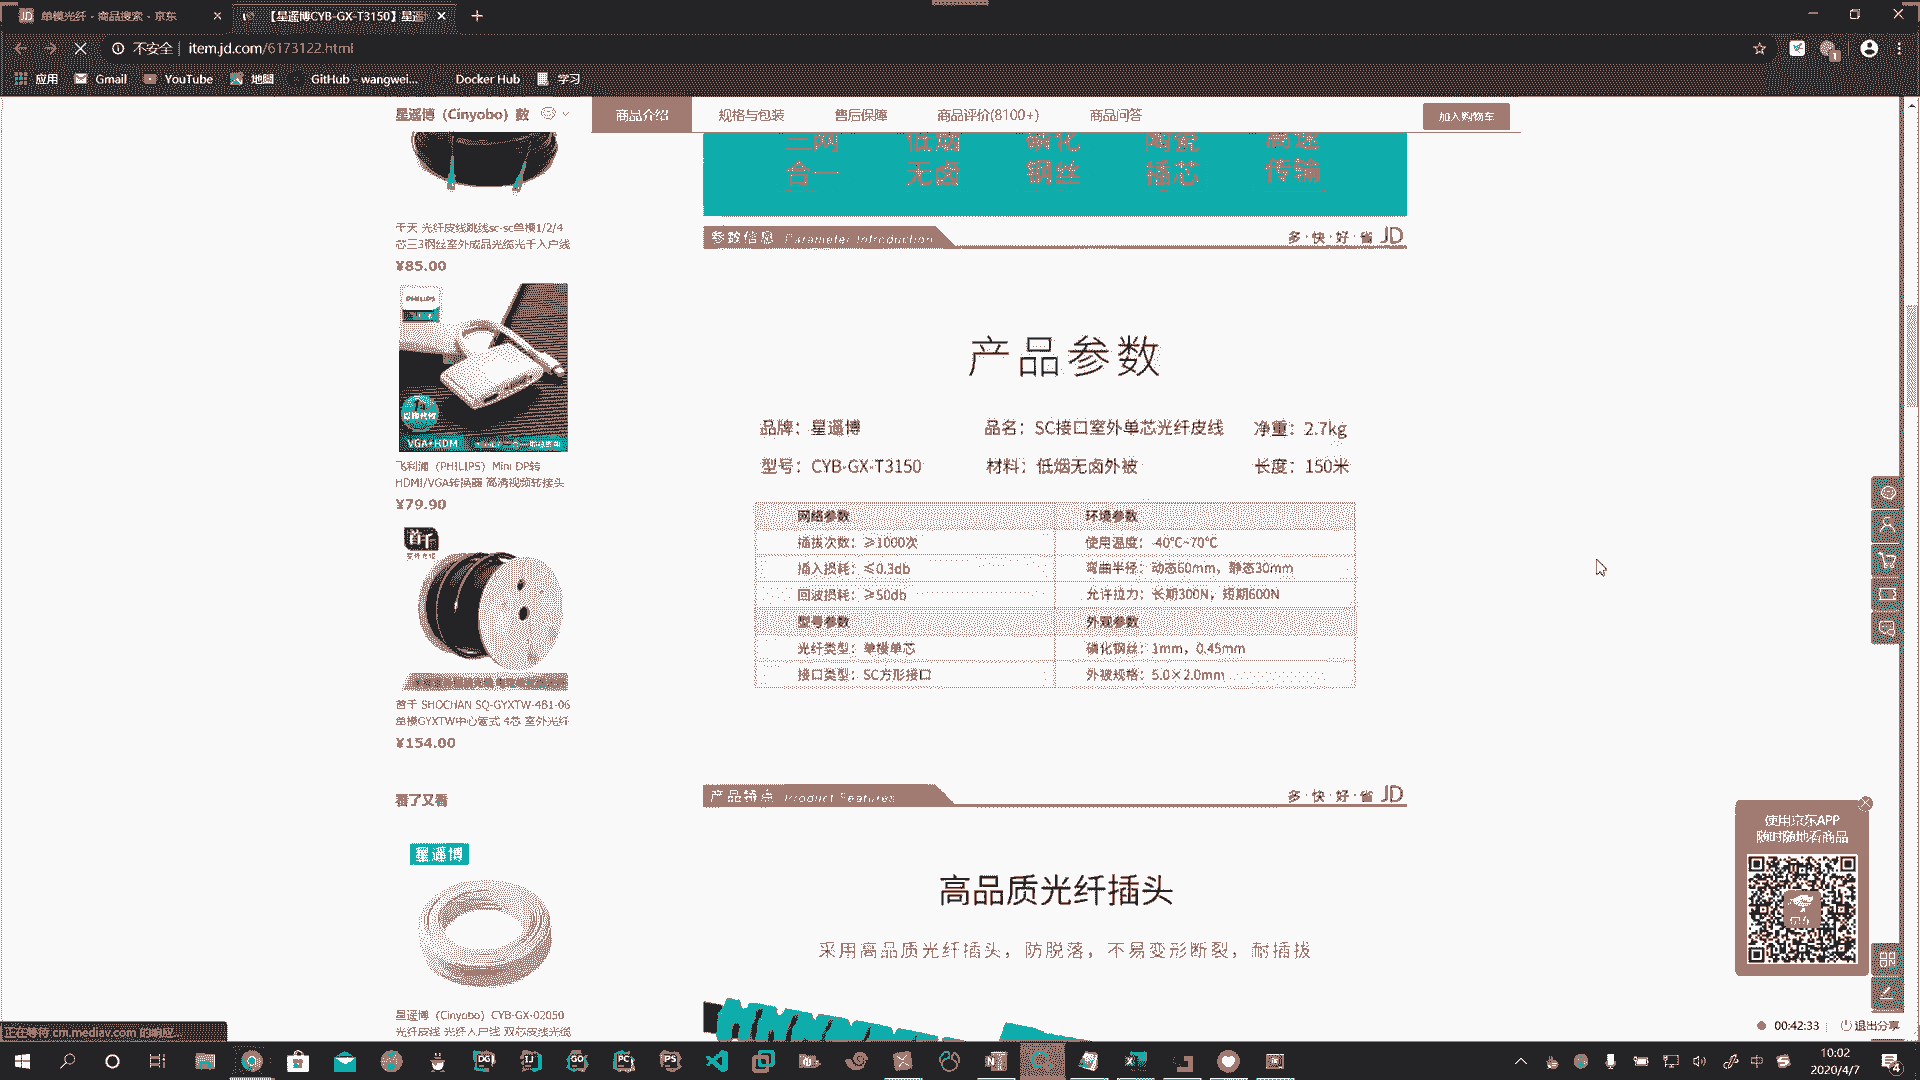 单模光纤 - 商品搜索 - 京东
【星遥博CYB-GX-T3150】星遥
不安全 | item.jd.com/6173122.html
应用 Gmail YouTube 地图 GitHub - wangwei... Docker Hub 学习
星遥博（Cinyobo）数 商品介绍 规格与包装 售后保障 商品评价(8100+) 商品问答 加入购物车
三网 低烟 磷化 陶瓷 高速
合一 无卤 钢丝 插芯 传输
参数信息 Parameter Introduction 多·快·好·省 JD
千天 光纤皮线跳线sc-sc单模1/2/4
芯三3钢丝室外成品光缆光千入户线
¥85.00
PHILIPS
VGA+HDMI
飞利浦（PHILIPS）Mini DP转
HDMI/VGA转换器 高清视频转接头
¥79.90
首千
首千 SHOCHAN SQ-GYXTW-4B1-06
单模GYXTW中心管式 4芯 室外光纤
¥154.00
看了又看
星遥博
星遥博（Cinyobo）CYB-GX-02050
光纤皮线 光纤入户线 双芯皮线光缆
产品参数
品牌：星遥博 品名：SC接口室外单芯光纤皮线 净重：2.7kg
型号：CYB-GX-T3150 材料：低烟无卤外被 长度：150米
网络参数 环境参数
插拔次数：≥1000次 使用温度：-40℃~70℃
插入损耗：≤0.3db 弯曲半径：动态60mm，静态30mm
回波损耗：≥50db 允许拉力：长期300N，短期600N
型号参数 外观参数
光纤类型：单模单芯 磷化钢丝：1mm，0.45mm
接口类型：SC方形接口 外被规格：5.0×2.0mm
产品特点 Product Features 多·快·好·省 JD
高品质光纤插头
采用高品质光纤插头，防脱落，不易变形断裂，耐插拔
使用京东APP
随时随地看商品
正在等待 cm.mediav.com 的响应...
00:42:33 退出分享
DG IJ GO PC PS
中
10:02
2020/4/7
4